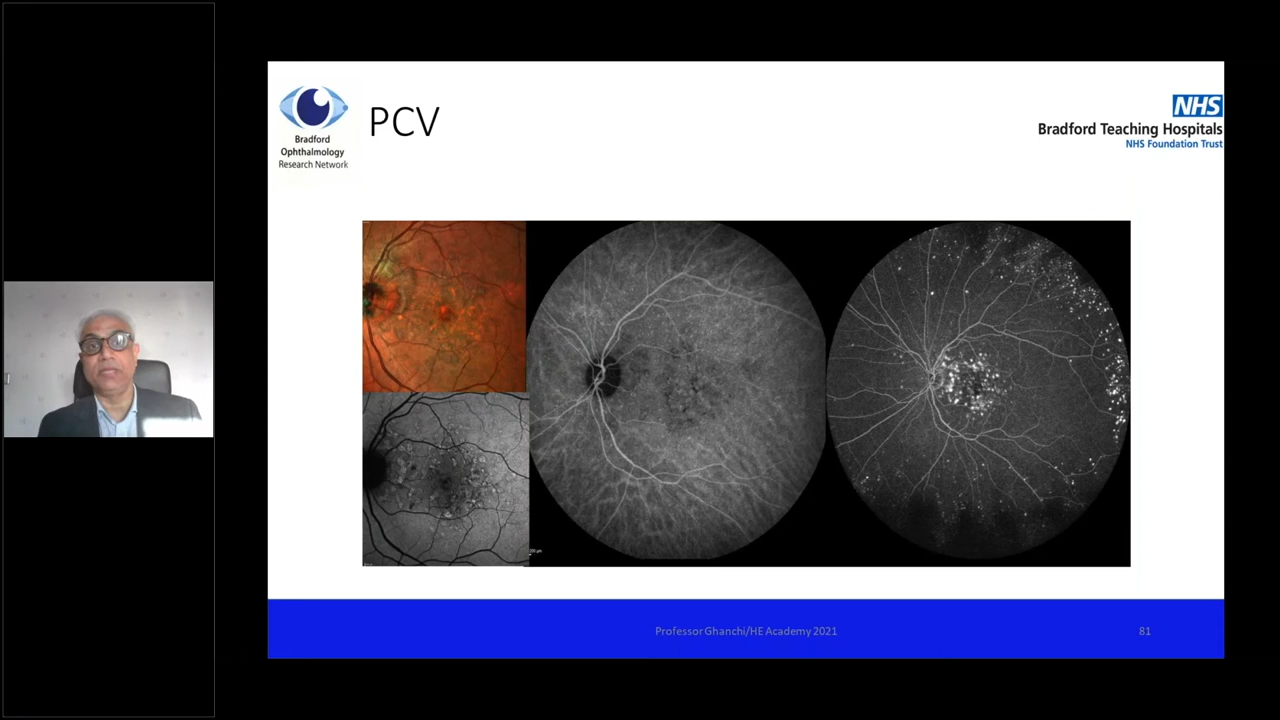 Bradford
Ophthalmology
Research Network
PCV
NHS
Bradford Teaching Hospitals
NHS Foundation Trust
Professor Ghanchi/HE Academy 2021
81